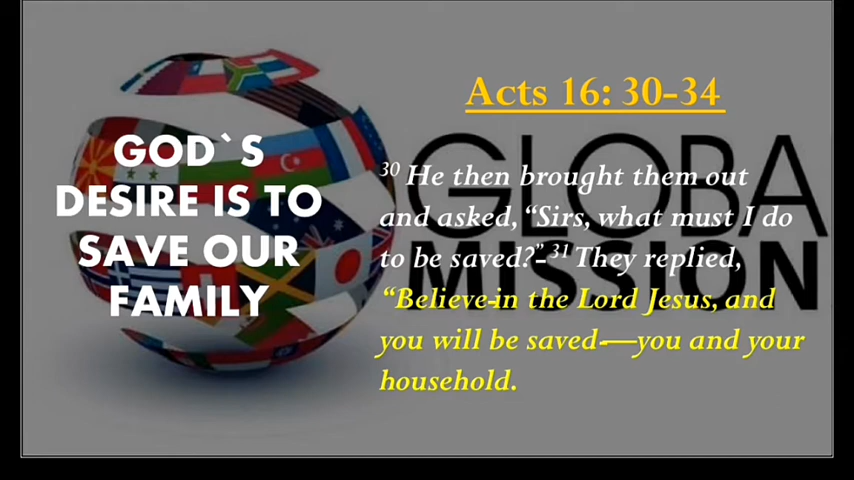 GOD`S
DESIRE IS TO
SAVE OUR
FAMILY
GLOBA
MISSION
Acts 16: 30-34
30 He then brought them out
and asked, “Sirs, what must I do
to be saved?” 31 They replied,
“Believe in the Lord Jesus, and
you will be saved—you and your
household.